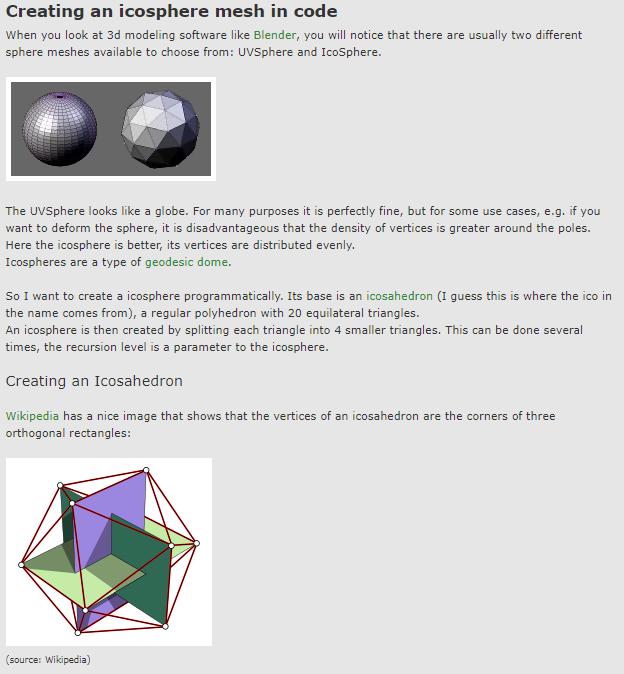 Creating an icosphere mesh in code
When you look at 3d modeling software like Blender, you will notice that there are usually two different
sphere meshes available to choose from: UVSphere and IcoSphere.
The UVSphere looks like a globe. For many purposes it is perfectly fine, but for some use cases, e.g. if you
want to deform the sphere, it is disadvantageous that the density of vertices is greater around the poles.
Here the icosphere is better, its vertices are distributed evenly.
Icospheres are a type of geodesic dome.
So I want to create a icosphere programmatically. Its base is an icosahedron (I guess this is where the ico in
the name comes from), a regular polyhedron with 20 equilateral triangles.
An icosphere is then created by splitting each triangle into 4 smaller triangles. This can be done several
times, the recursion level is a parameter to the icosphere.
Creating an Icosahedron
Wikipedia has a nice image that shows that the vertices of an icosahedron are the corners of three
orthogonal rectangles:
(source: Wikipedia)